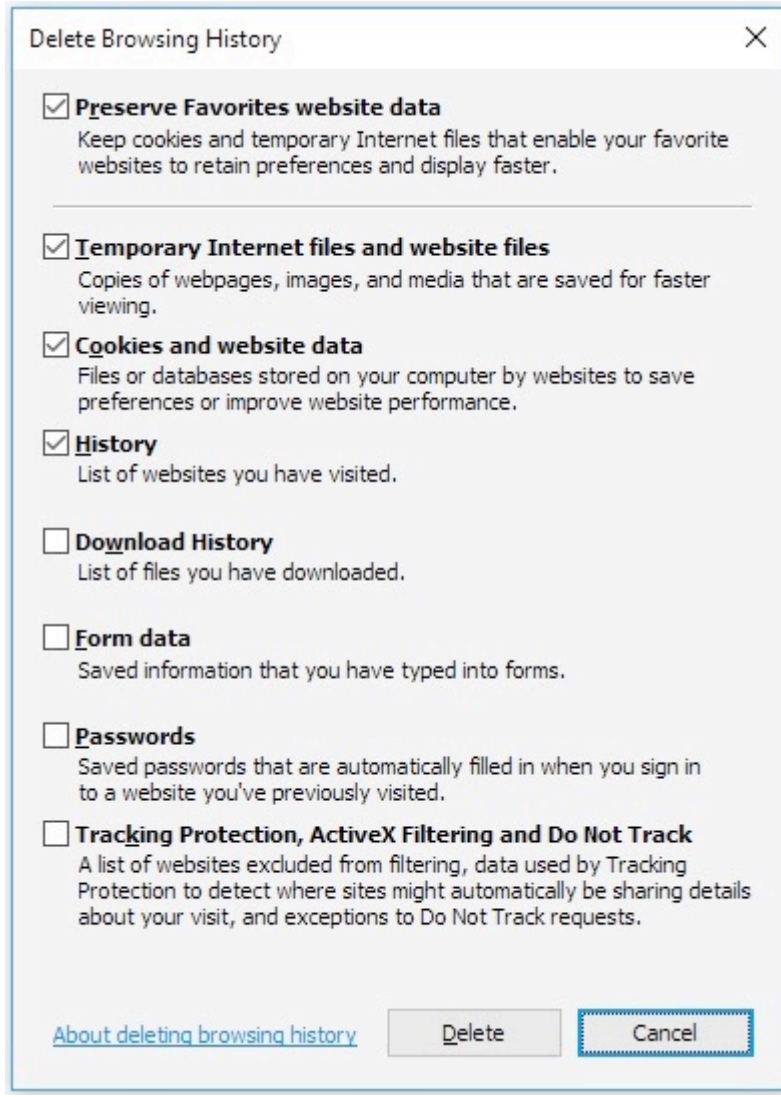 Delete Browsing History
Preserve Favorites website data
Keep cookies and temporary Internet files that enable your favorite
websites to retain preferences and display faster.
Temporary Internet files and website files
Copies of webpages, images, and media that are saved for faster
viewing.
Cookies and website data
Files or databases stored on your computer by websites to save
preferences or improve website performance.
History
List of websites you have visited.
Download History
List of files you have downloaded.
Form data
Saved information that you have typed into forms.
Passwords
Saved passwords that are automatically filled in when you sign in
to a website you've previously visited.
Tracking Protection, ActiveX Filtering and Do Not Track
A list of websites excluded from filtering, data used by Tracking
Protection to detect where sites might automatically be sharing details
about your visit, and exceptions to Do Not Track requests.
About deleting browsing history Delete Cancel